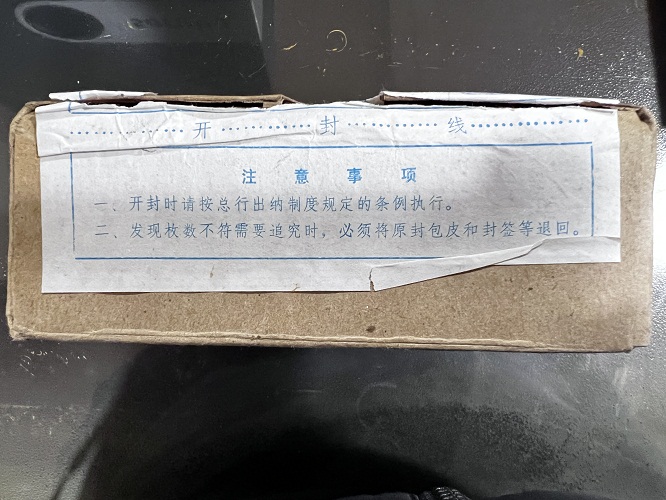 开封线
注意事项
一、开封时请按总行出纳制度规定的条例执行。
二、发现枚数不符需要追究时，必须将原封包皮和封签等退回。